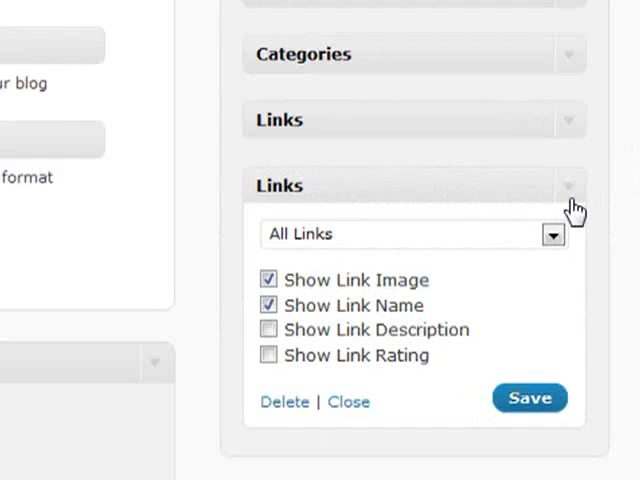 ur blog
format
Categories
Links
Links
All Links
Show Link Image
Show Link Name
Show Link Description
Show Link Rating
Delete | Close
Save